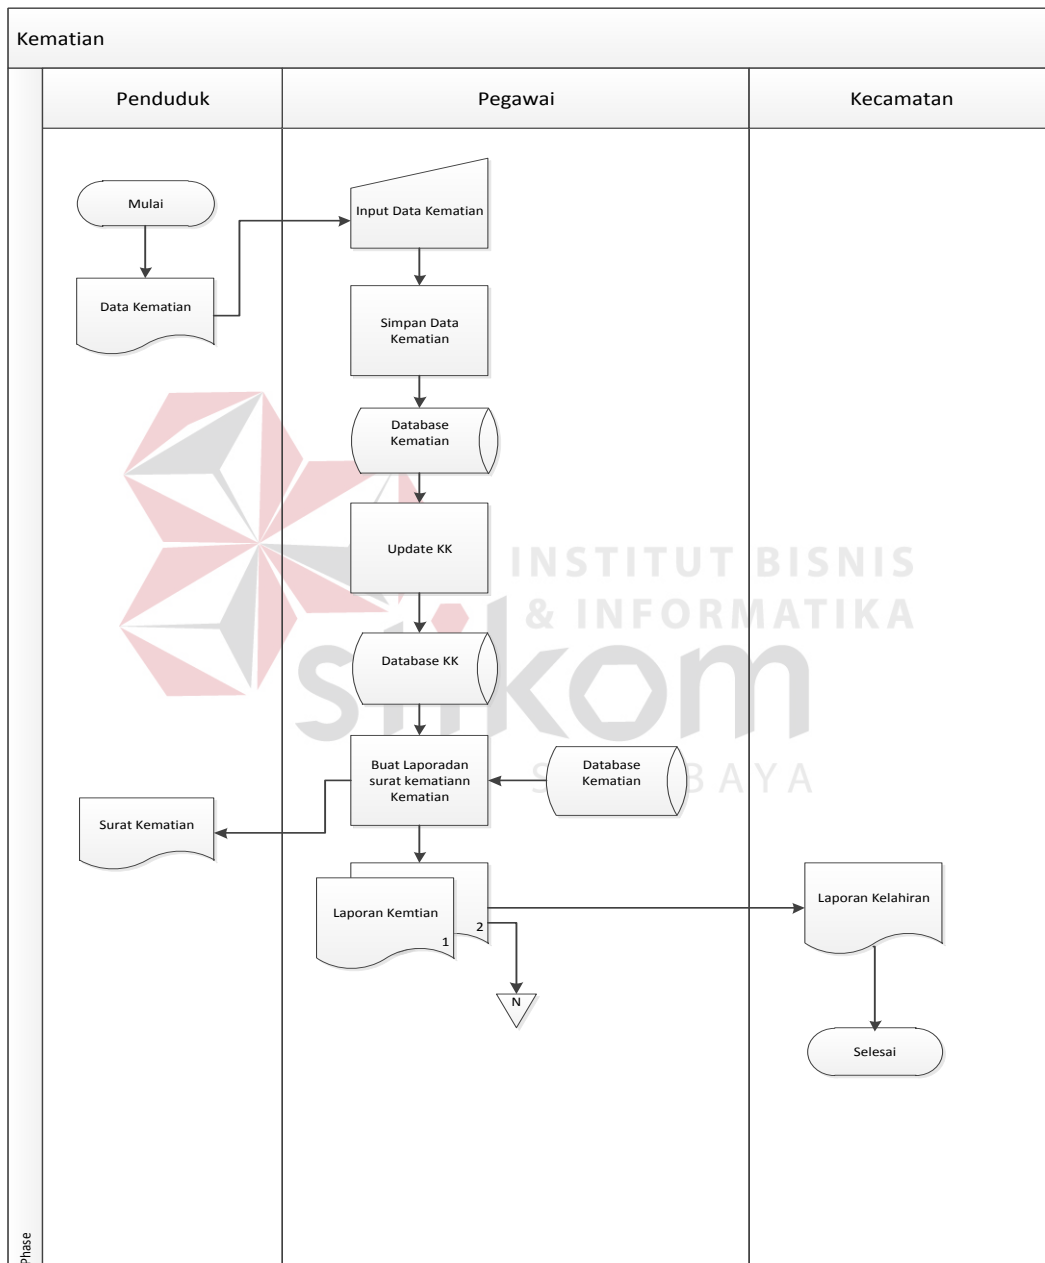 Kematian
Penduduk
Pegawai
Kecamatan
Mulai
Input Data Kematian
Data Kematian
Simpan Data
Kematian
Database
Kematian
Update KK
INSTITUT BISNIS
& INFORMATIKA
stikom
SURABAYA
Database KK
Buat Laporadan
surat kematiann
Kematian
Database
Kematian
Surat Kematian
Laporan Kemtian
1
2
Laporan Kelahiran
N
Selesai
Phase